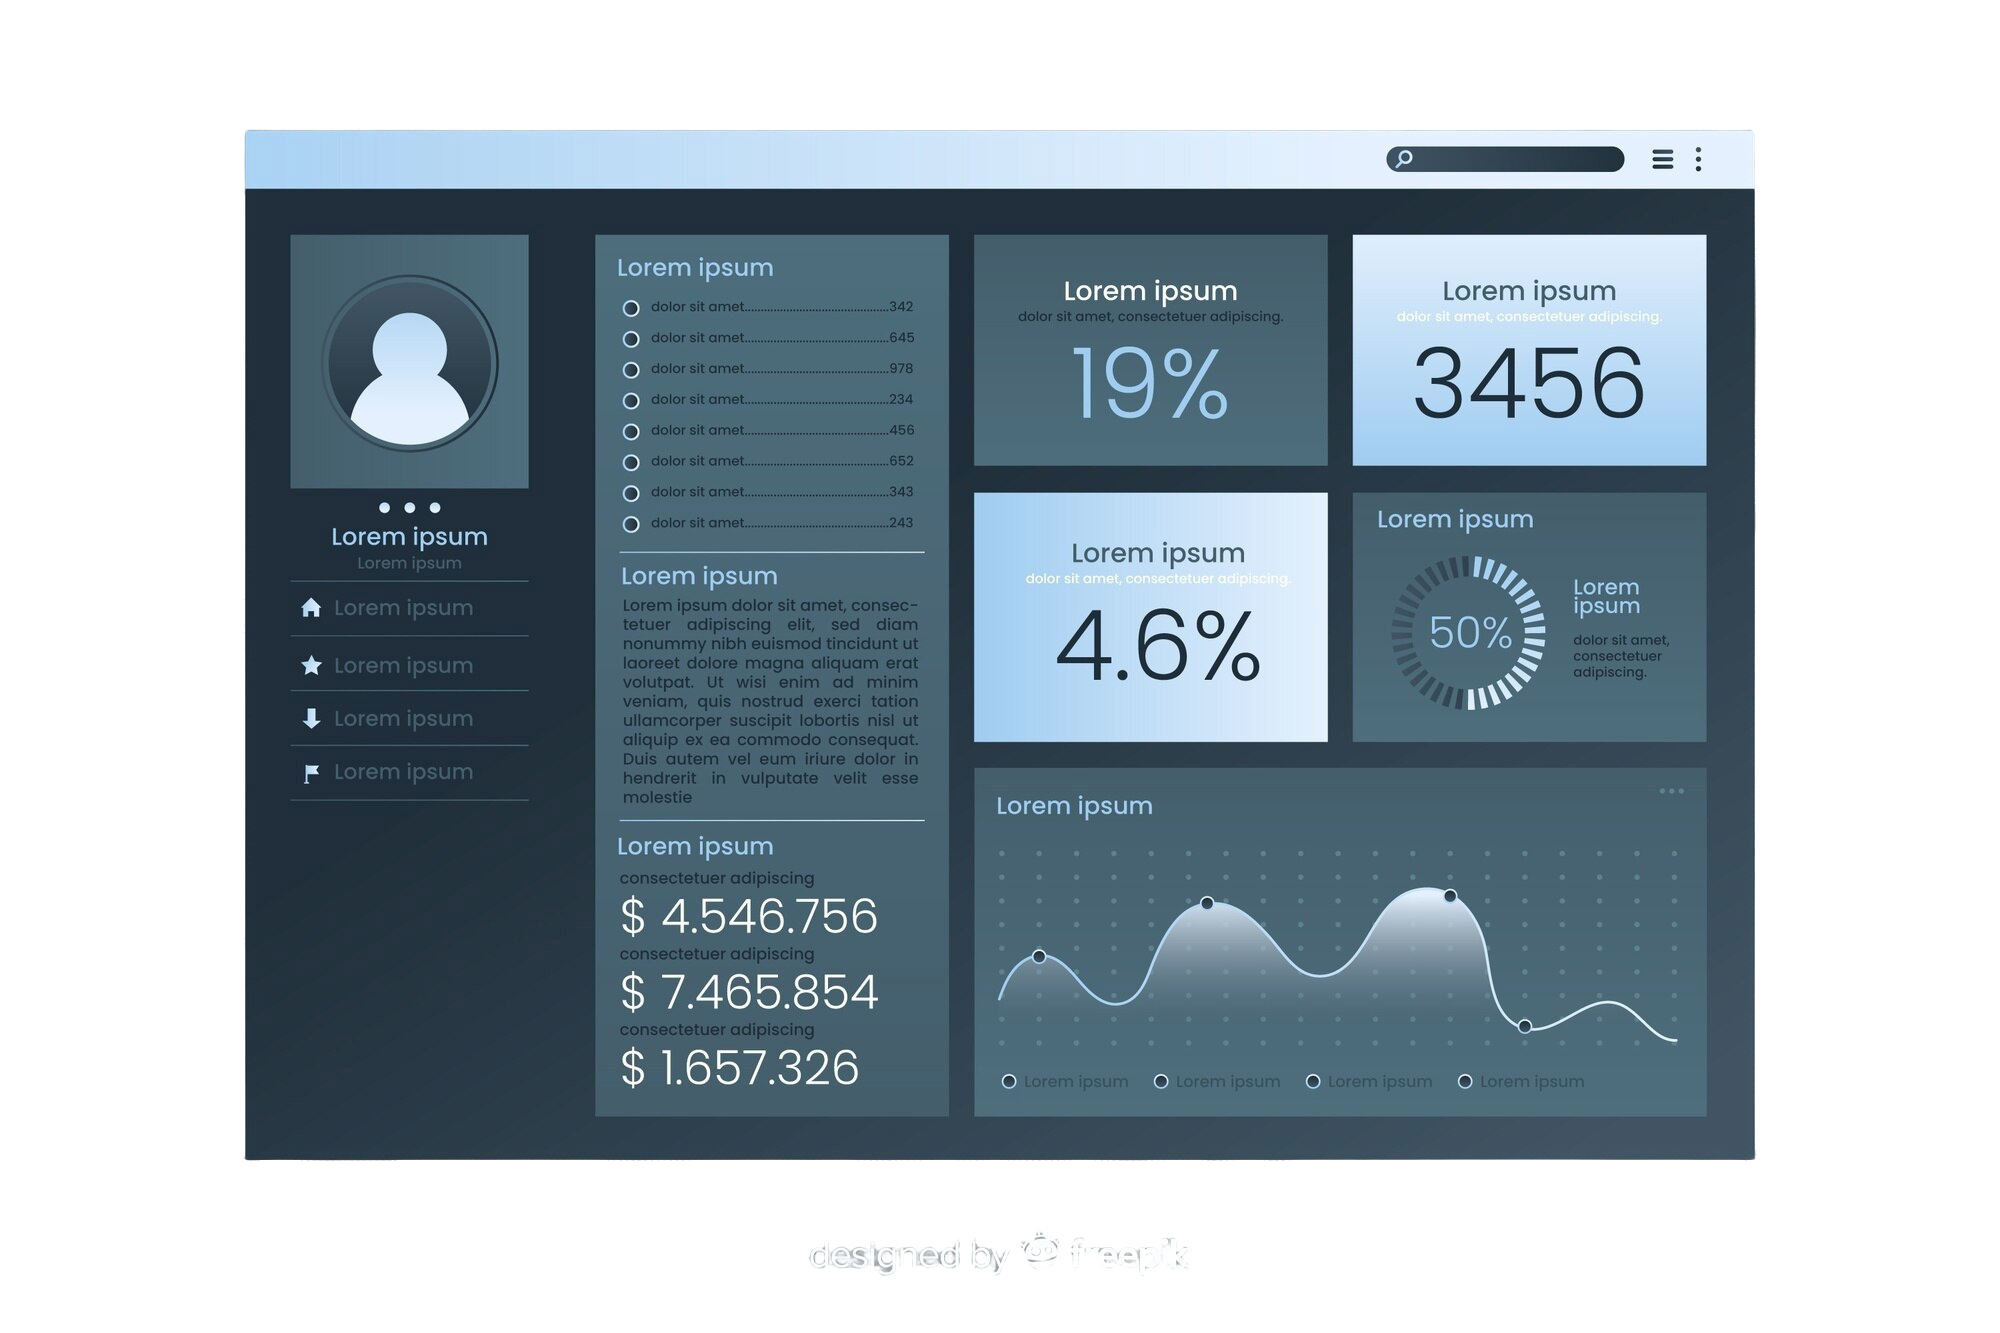 Lorem ipsum
Lorem ipsum
Lorem ipsum
Lorem ipsum
Lorem ipsum
Lorem ipsum
Lorem ipsum
dolor sit amet................................................342
dolor sit amet................................................645
dolor sit amet................................................978
dolor sit amet................................................234
dolor sit amet................................................456
dolor sit amet................................................652
dolor sit amet................................................343
dolor sit amet................................................243
Lorem ipsum
Lorem ipsum dolor sit amet, consec-
tetuer adipiscing elit, sed diam
nonummy nibh euismod tincidunt ut
laoreet dolore magna aliquam erat
volutpat. Ut wisi enim ad minim
veniam, quis nostrud exerci tation
ullamcorper suscipit lobortis nisl ut
aliquip ex ea commodo consequat.
Duis autem vel eum iriure dolor in
hendrerit in vulputate velit esse
molestie
Lorem ipsum
consectetuer adipiscing
$ 4.546.756
consectetuer adipiscing
$ 7.465.854
consectetuer adipiscing
$ 1.657.326
Lorem ipsum
dolor sit amet, consectetuer adipiscing.
19%
Lorem ipsum
dolor sit amet, consectetuer adipiscing.
3456
Lorem ipsum
dolor sit amet, consectetuer adipiscing.
4.6%
Lorem ipsum
50%
Lorem
ipsum
dolor sit amet,
consectetuer
adipiscing.
Lorem ipsum
Lorem ipsum Lorem ipsum Lorem ipsum Lorem ipsum
designed by freepik